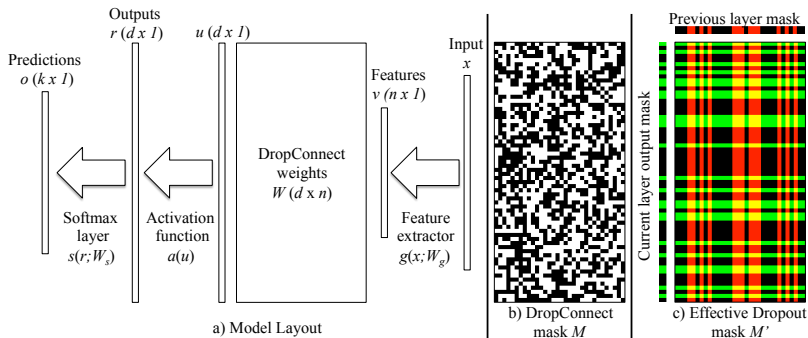 Outputs
r (d x 1)
u (d x 1)
Predictions
o (k x 1)
Input
x
Features
v (n x 1)
DropConnect
weights
W (d x n)
Softmax
layer
s(r;Wₛ)
Activation
function
a(u)
Feature
extractor
g(x;W_g)
a) Model Layout
b) DropConnect
mask M
Previous layer mask
Current layer output mask
c) Effective Dropout
mask M'